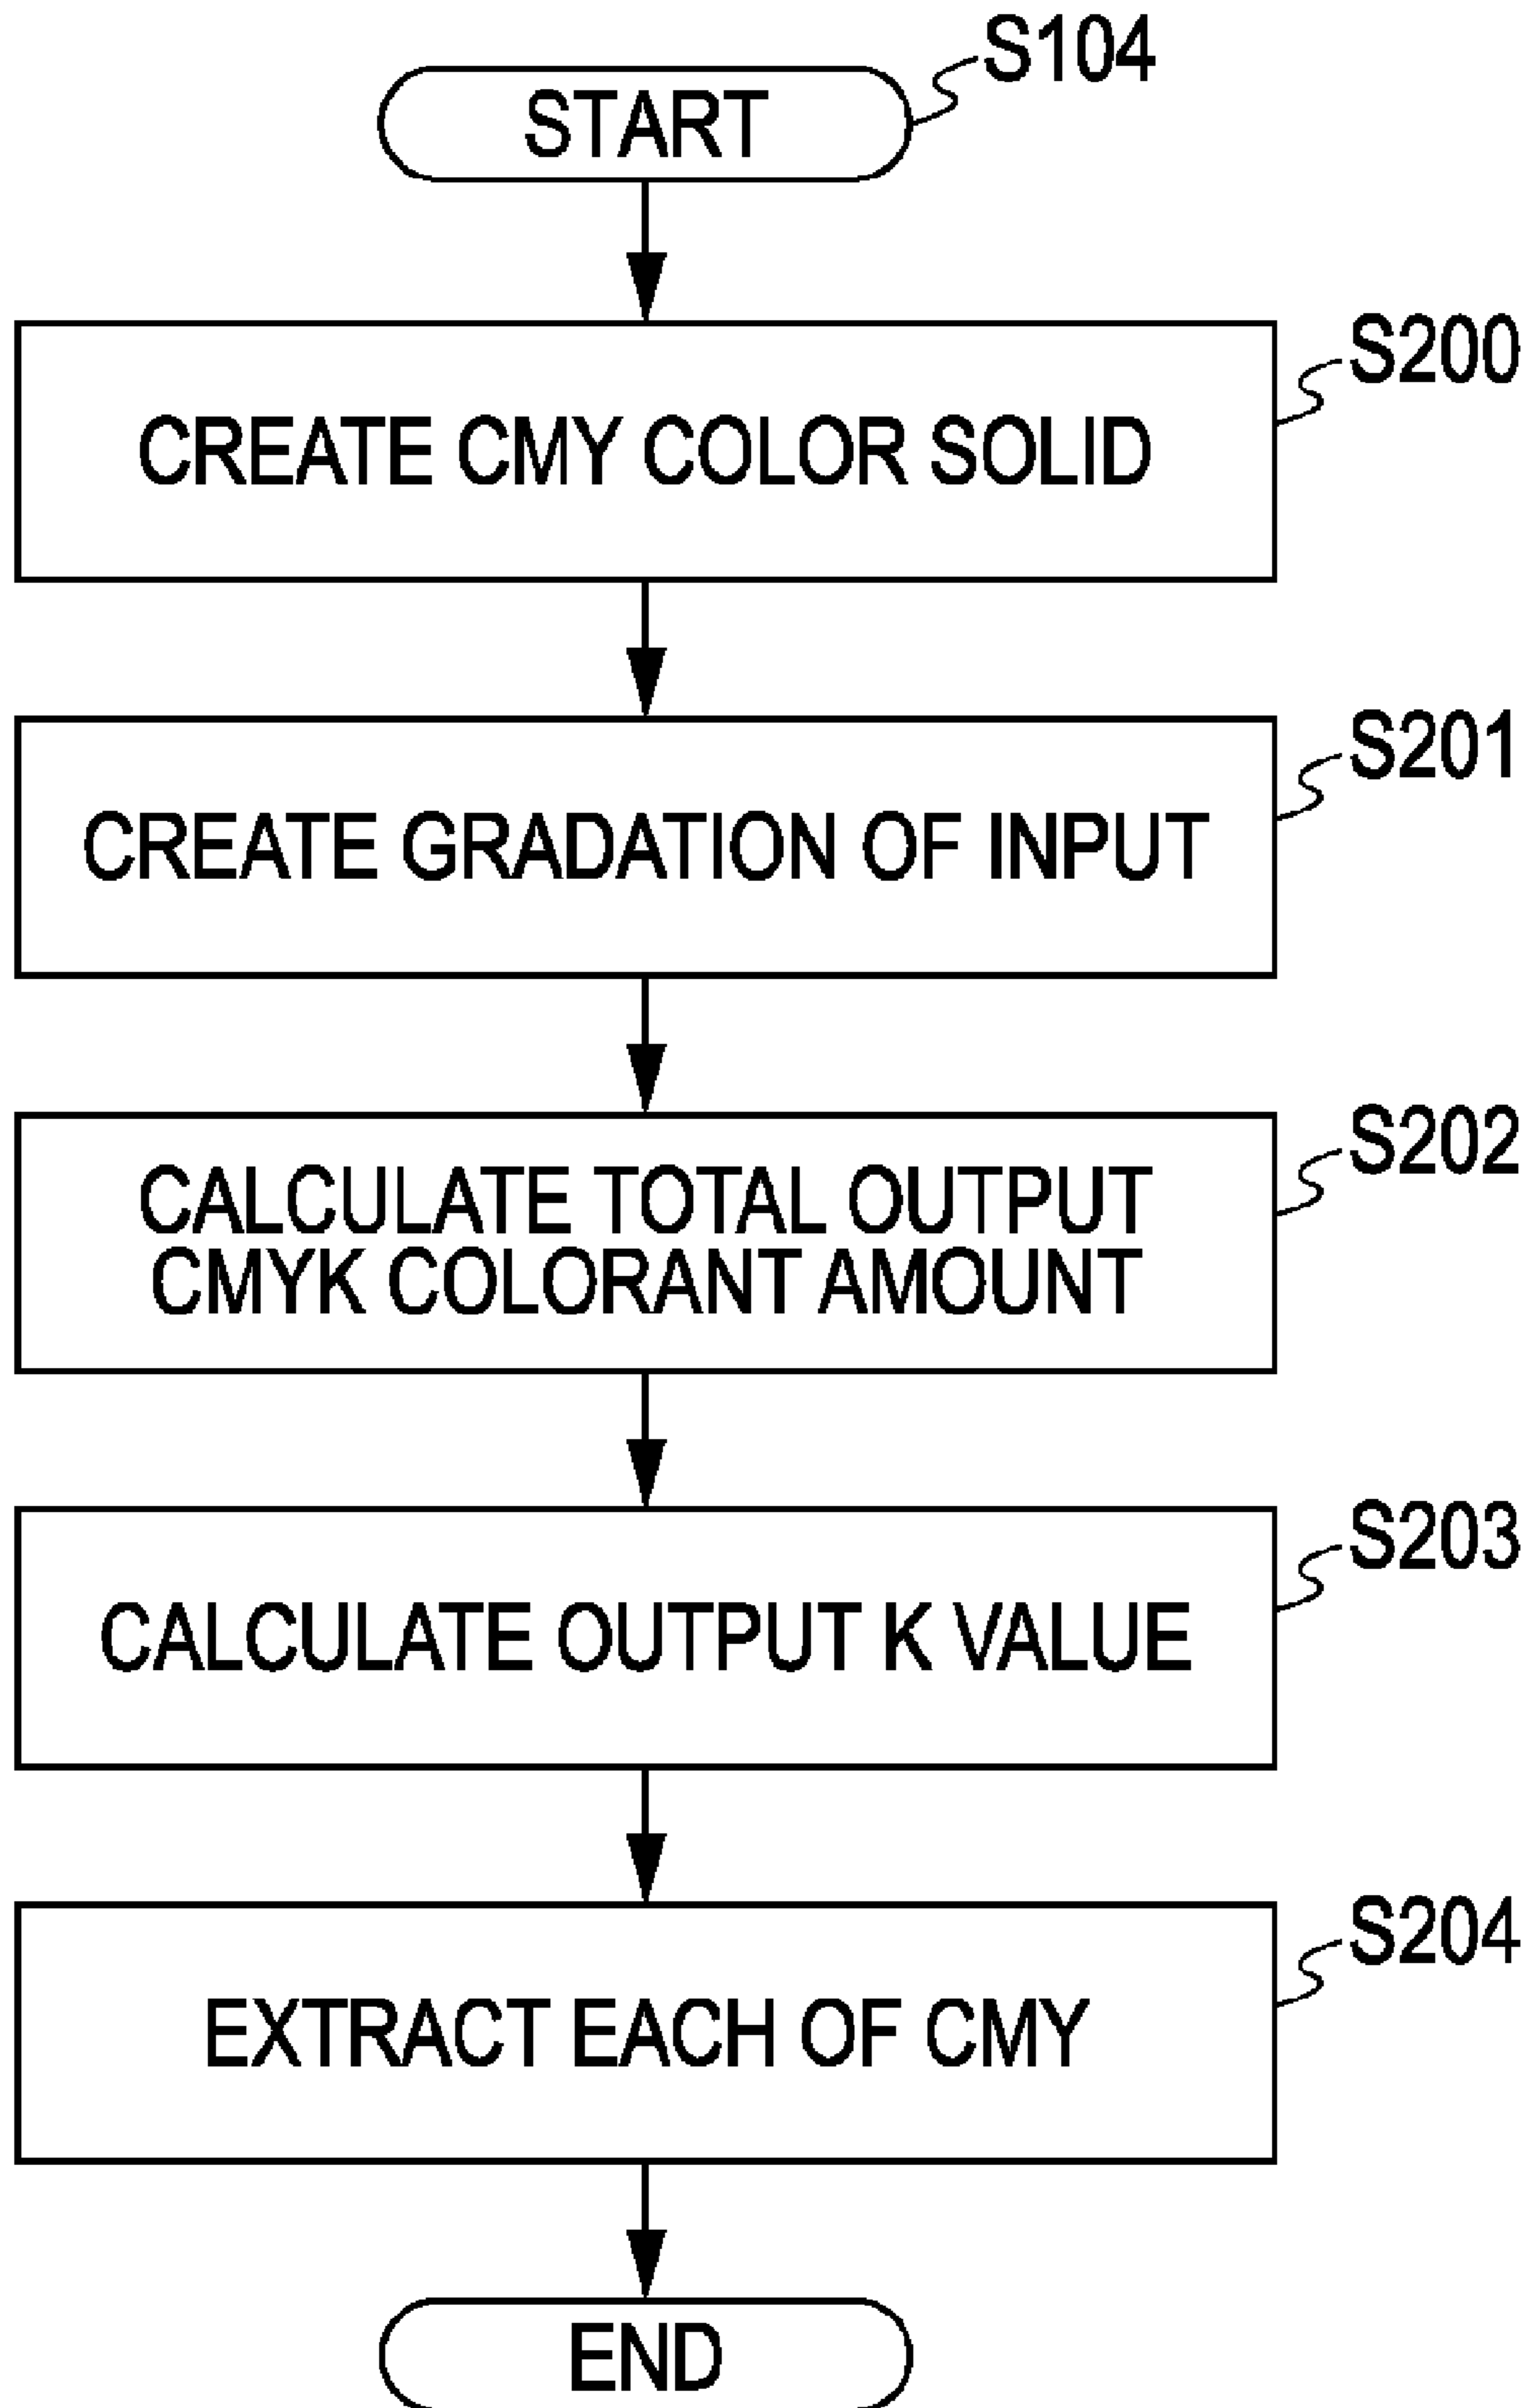 S104
START
S200
CREATE CMY COLOR SOLID
S201
CREATE GRADATION OF INPUT
S202
CALCULATE TOTAL OUTPUT
CMYK COLORANT AMOUNT
S203
CALCULATE OUTPUT K VALUE
S204
EXTRACT EACH OF CMY
END